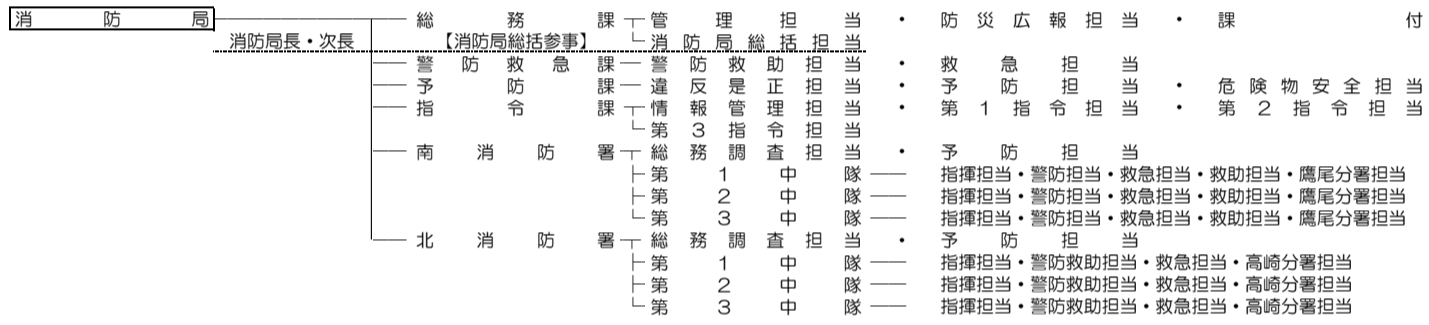 消防局 総務課 管理担当・防災広報担当・課付
消防局長・次長 【消防局総括参事】 消防局総括担当
警防救急課 警防救助担当・救急担当
予防課 違反是正担当・予防担当・危険物安全担当
指令課 情報管理担当・第1指令担当・第2指令担当
第3指令担当
南消防署 総務調査担当・予防担当
第1中隊 指揮担当・警防担当・救急担当・救助担当・鷹尾分署担当
第2中隊 指揮担当・警防担当・救急担当・救助担当・鷹尾分署担当
第3中隊 指揮担当・警防担当・救急担当・救助担当・鷹尾分署担当
北消防署 総務調査担当・予防担当
第1中隊 指揮担当・警防救助担当・救急担当・高崎分署担当
第2中隊 指揮担当・警防救助担当・救急担当・高崎分署担当
第3中隊 指揮担当・警防救助担当・救急担当・高崎分署担当